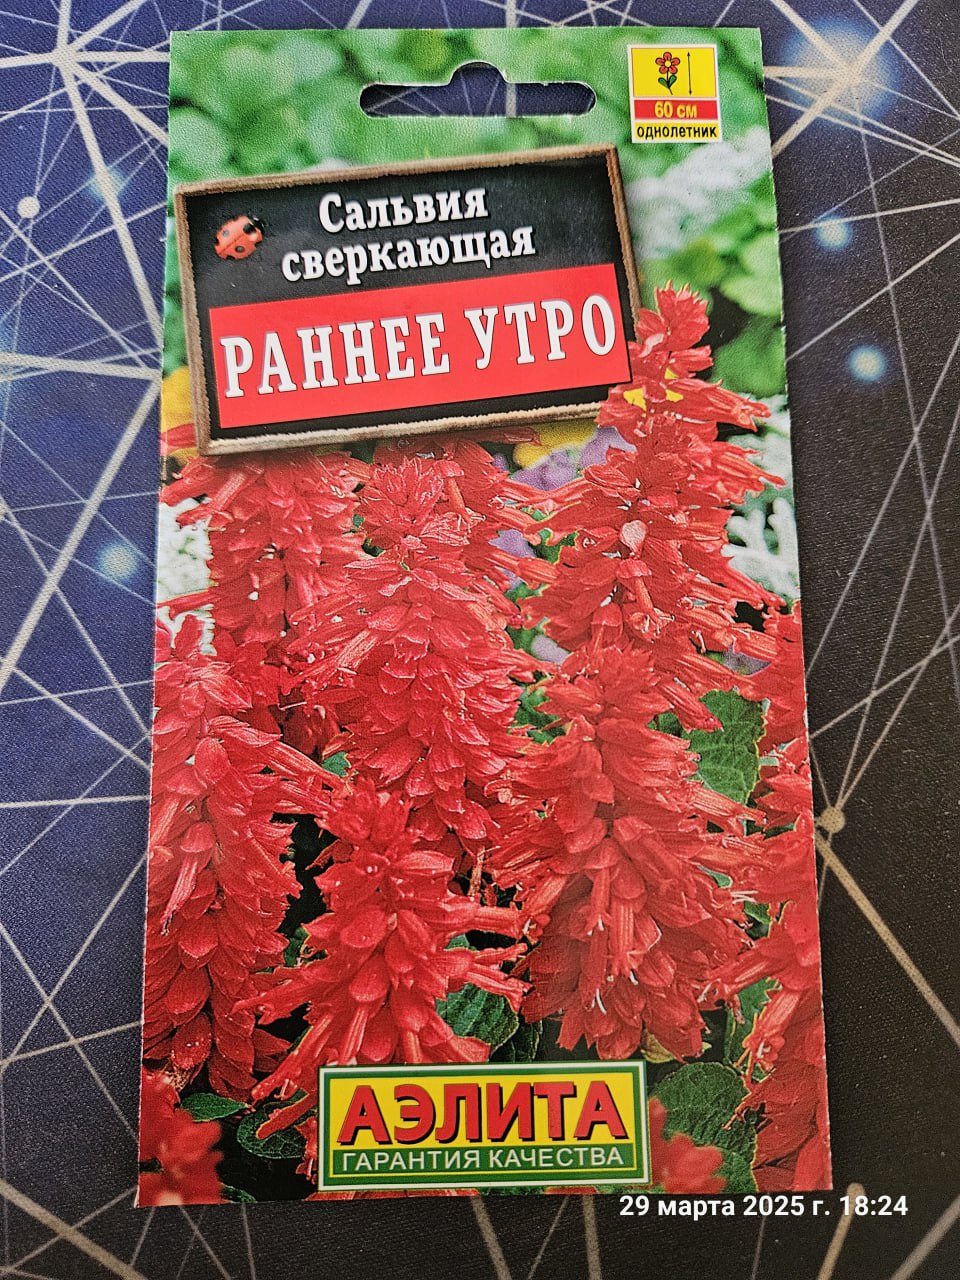 60 см
однолетник
Сальвия
сверкающая
РАННЕЕ УТРО
АЭЛИТА
ГАРАНТИЯ КАЧЕСТВА
29 марта 2025 г. 18:24